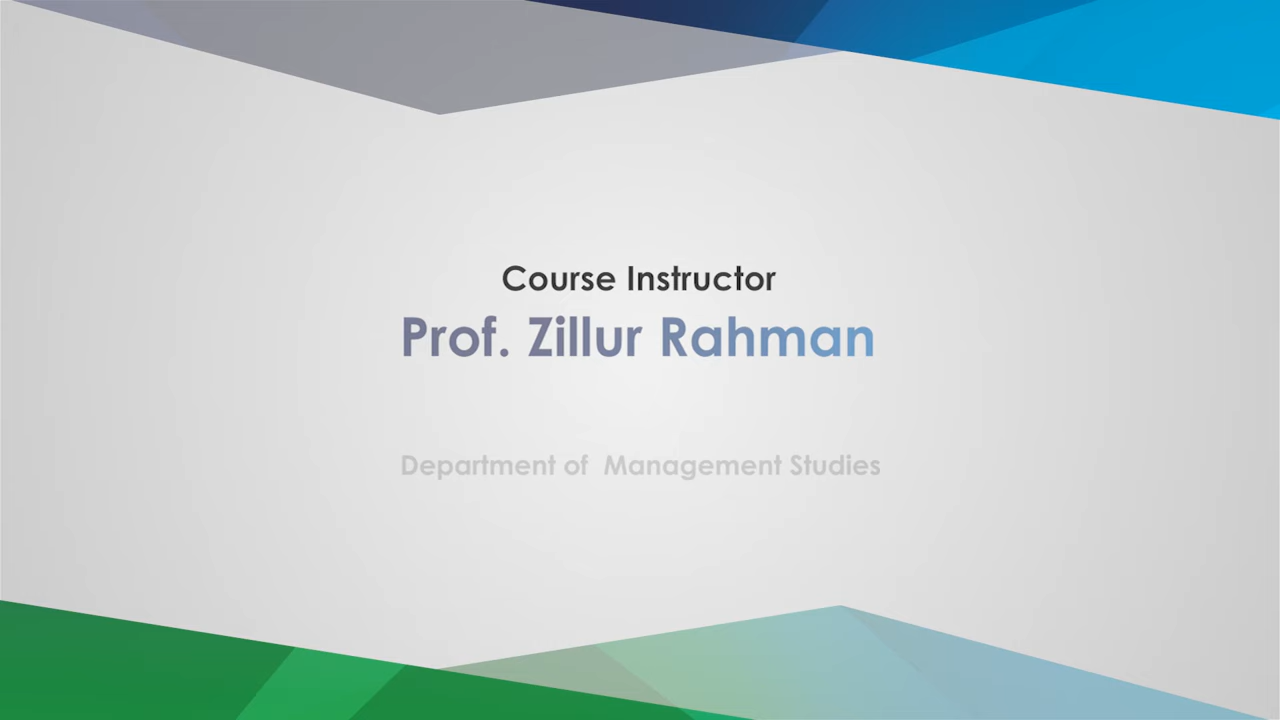 Course Instructor
Prof. Zillur Rahman
Department of Management Studies